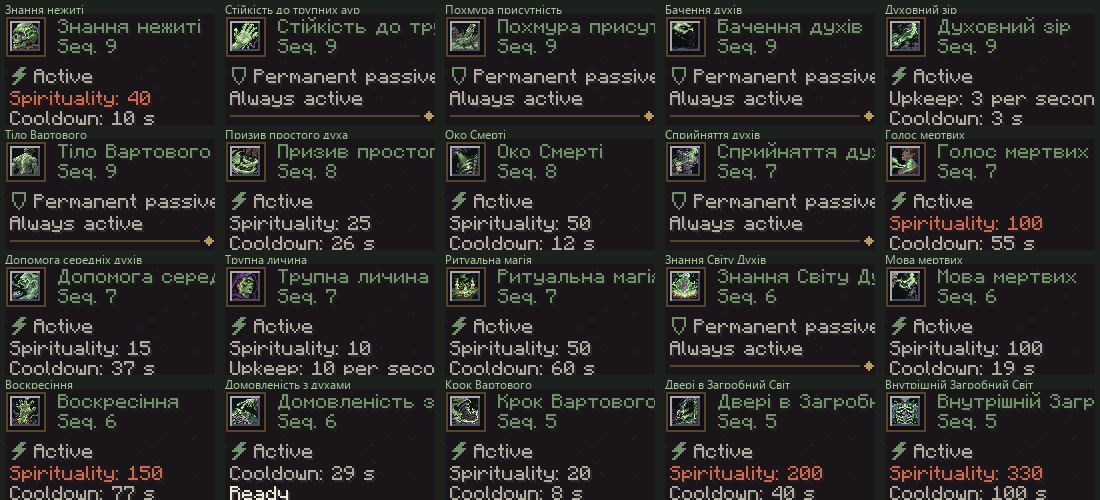 Знання нежиті
Знання нежиті
Seq. 9
Active
Spirituality: 40
Cooldown: 10 s
Стійкість до трупних аур
Стійкість до тру
Seq. 9
Permanent passive
Always active
Похмура присутність
Похмура присут
Seq. 9
Permanent passive
Always active
Бачення духів
Бачення духів
Seq. 9
Permanent passive
Always active
Духовний зір
Духовний зір
Seq. 9
Active
Upkeep: 3 per secon
Cooldown: 3 s
Тіло Вартового
Тіло Вартового
Seq. 9
Permanent passive
Always active
Призив простого духа
Призив простог
Seq. 8
Active
Spirituality: 25
Cooldown: 26 s
Око Смерті
Око Смерті
Seq. 8
Active
Spirituality: 50
Cooldown: 12 s
Сприйняття духів
Сприйняття дух
Seq. 7
Permanent passive
Always active
Голос мертвих
Голос мертвих
Seq. 7
Active
Spirituality: 100
Cooldown: 55 s
Допомога середніх духів
Допомога серед
Seq. 7
Active
Spirituality: 15
Cooldown: 37 s
Трупна личина
Трупна личина
Seq. 7
Active
Spirituality: 10
Upkeep: 10 per seco
Ритуальна магія
Ритуальна магія
Seq. 7
Active
Spirituality: 50
Cooldown: 60 s
Знання Світу Духів
Знання Світу Ду
Seq. 6
Permanent passive
Always active
Мова мертвих
Мова мертвих
Seq. 6
Active
Spirituality: 100
Cooldown: 19 s
Воскресіння
Воскресіння
Seq. 6
Active
Spirituality: 150
Cooldown: 77 s
Домовленість з духами
Домовленість з
Seq. 6
Active
Cooldown: 29 s
Ready
Крок Вартового
Крок Вартового
Seq. 5
Active
Spirituality: 20
Cooldown: 8 s
Двері в Загробний Світ
Двері в Загробн
Seq. 5
Active
Spirituality: 200
Cooldown: 40 s
Внутрішній Загробний Світ
Внутрішній Загр
Seq. 5
Active
Spirituality: 330
Cooldown: 100 s